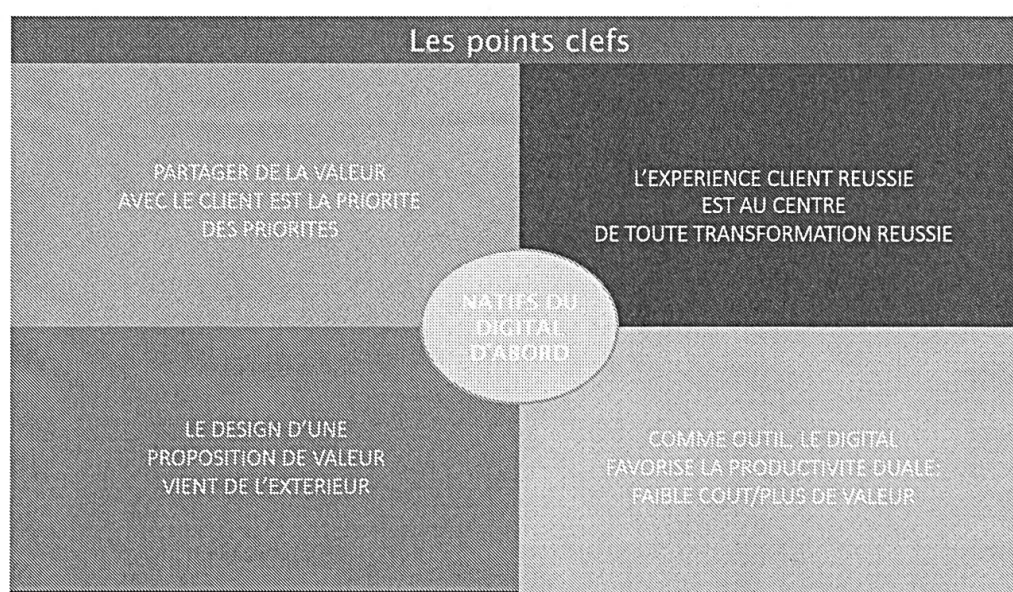 Les points clefs
PARTAGER DE LA VALEUR
AVEC LE CLIENT EST LA PRIORITE
DES PRIORITES
L'EXPERIENCE CLIENT REUSSIE
EST AU CENTRE
DE TOUTE TRANSFORMATION REUSSIE
NATIFS DU
DIGITAL
D'ABORD
LE DESIGN D'UNE
PROPOSITION DE VALEUR
VIENT DE L'EXTERIEUR
COMME OUTIL, LE DIGITAL
FAVORISE LA PRODUCTIVITE DUALE:
FAIBLE COUT/PLUS DE VALEUR